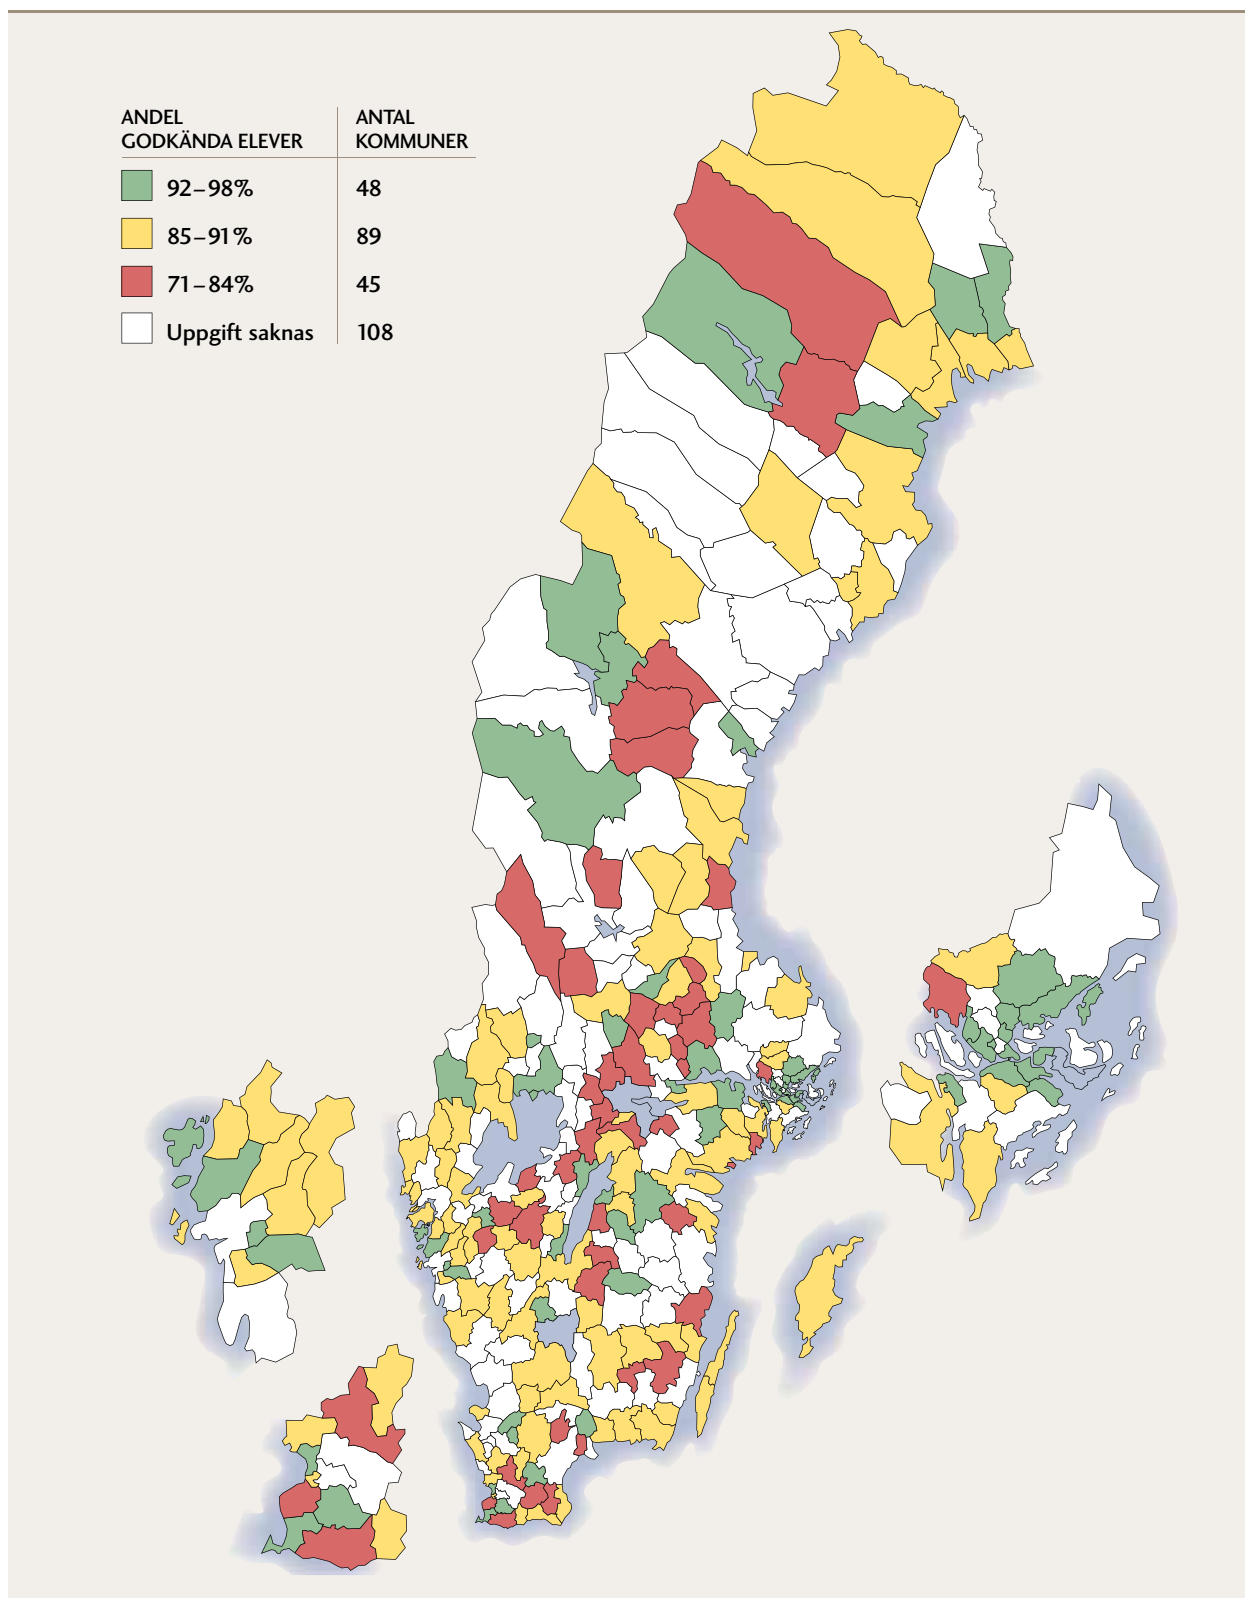 ANDEL
GODKÄNDA ELEVER
ANTAL
KOMMUNER
92–98% 48
85–91% 89
71–84% 45
Uppgift saknas 108